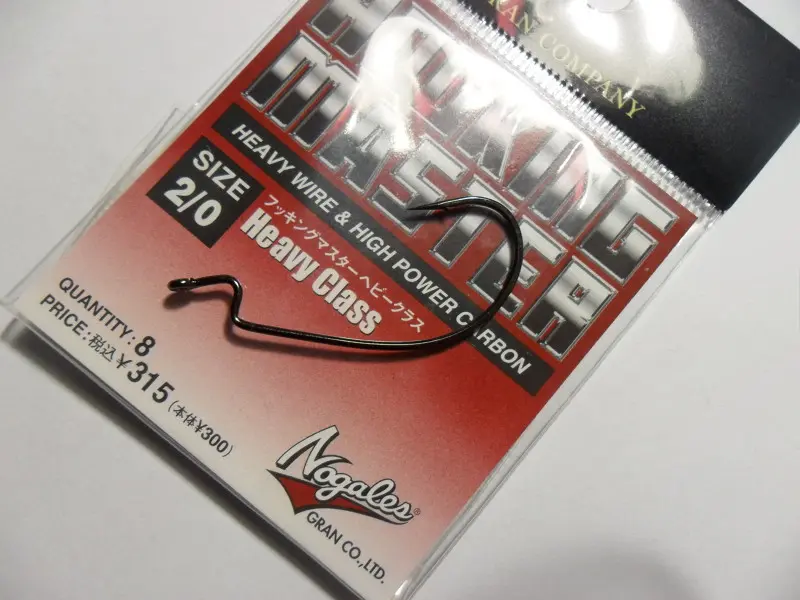 GRAN COMPANY
HOOKING
MASTER
HEAVY WIRE & HIGH POWER CARBON
SIZE
2/0
フッキングマスター ヘビークラス
Heavy Class
QUANTITY: 8
PRICE:税込¥315 (本体¥300)
Nogales®
GRAN CO.,LTD.